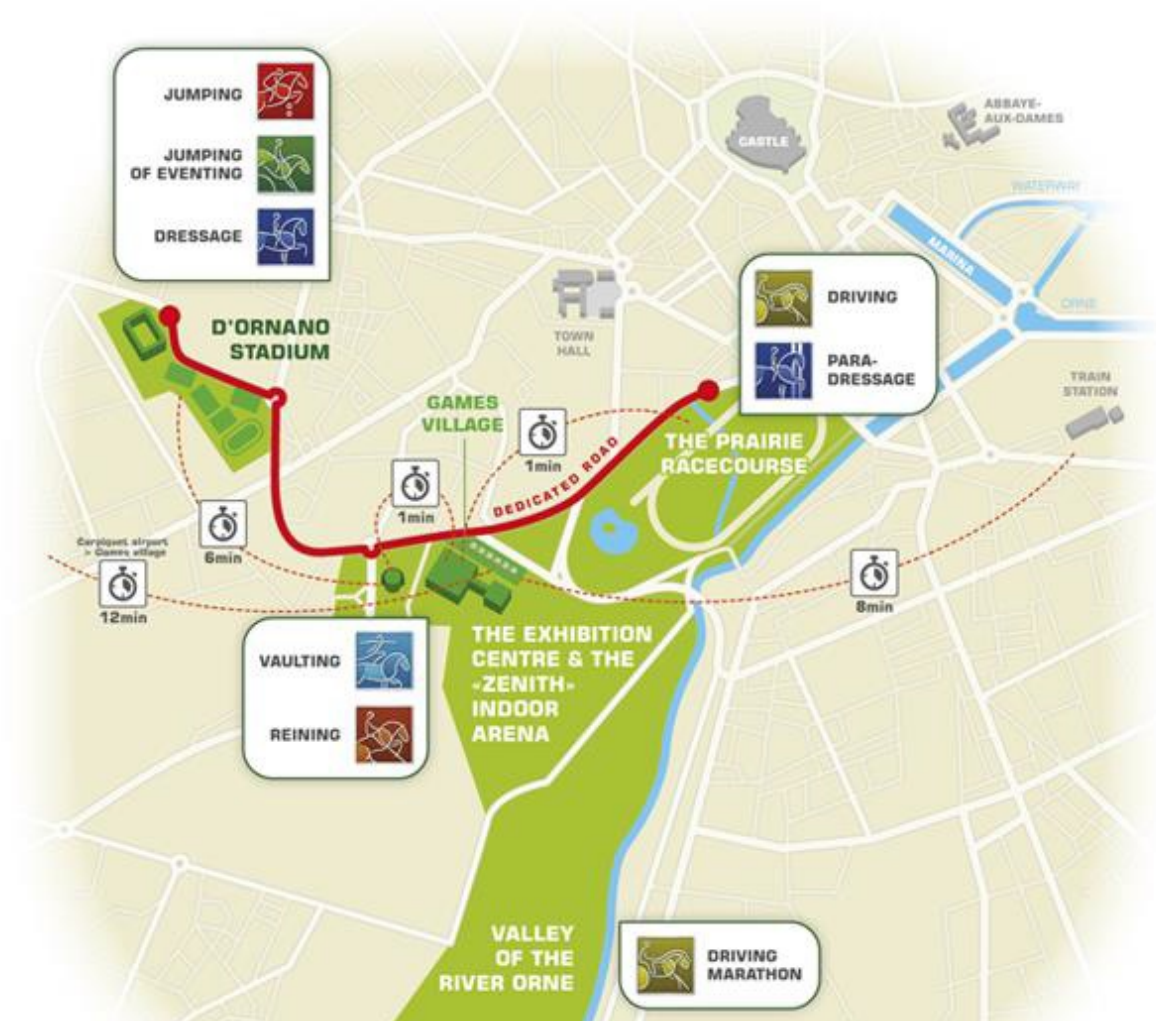 JUMPING
JUMPING
OF EVENTING
DRESSAGE
CASTLE
ABBAYE-
AUX-DAMES
WATERWAY
MARINA
ORNE
D'ORNANO
STADIUM
TOWN
HALL
DRIVING
PARA-
DRESSAGE
TRAIN
STATION
GAMES
VILLAGE
1min
THE PRAIRIE
RACECOURSE
DEDICATED ROAD
1min
6min
Carpiquet airport
> Games village
12min
8min
VAULTING
REINING
THE EXHIBITION
CENTRE & THE
«ZENITH»
INDOOR
ARENA
VALLEY
OF THE
RIVER ORNE
DRIVING
MARATHON